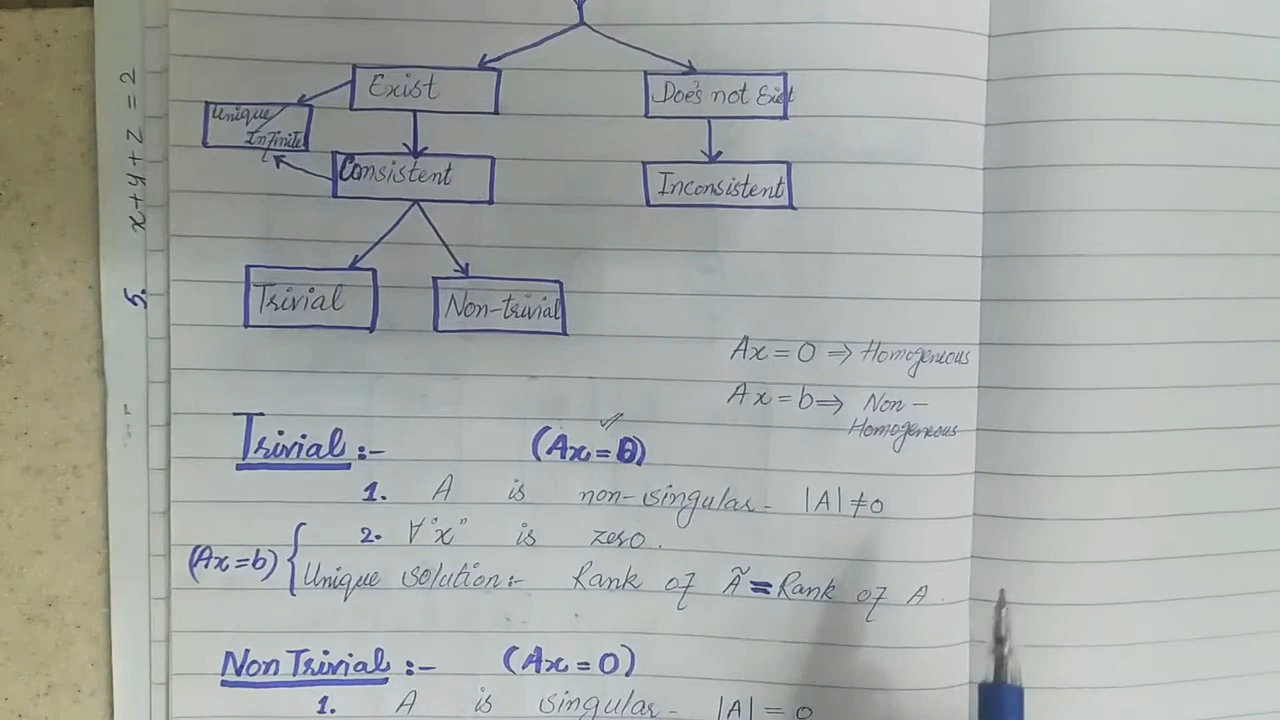 Exist
Does not Exist
Unique
Infinite
Consistent
Inconsistent
Trivial
Non-trivial
Ax = 0 ⇒ Homogeneous
Ax = b ⇒ Non-
Homogeneous
Trivial :- (Ax = 0)
1. A is non-singular - |A| ≠ 0
2. ∀ "x" is zero.
(Ax = b) { Unique solution :- Rank of Ã = Rank of A.
Non Trivial :- (Ax = 0)
1. A is singular - |A| = 0
5. x + y + z = 2